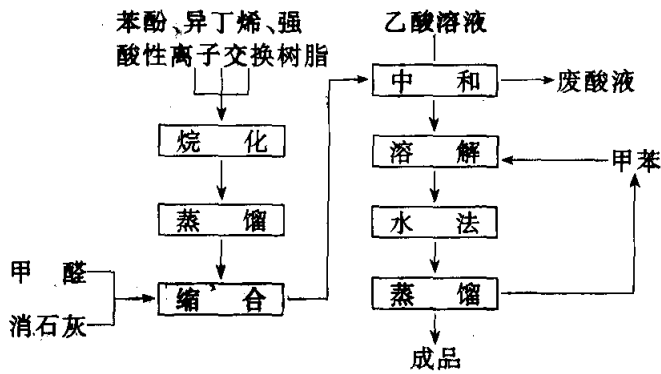 苯酚、异丁烯、强
酸性离子交换树脂
烷 化
蒸 馏
甲 醛
消石灰
缩 合
乙酸溶液
中 和
废酸液
溶 解
甲苯
水 法
蒸 馏
成品